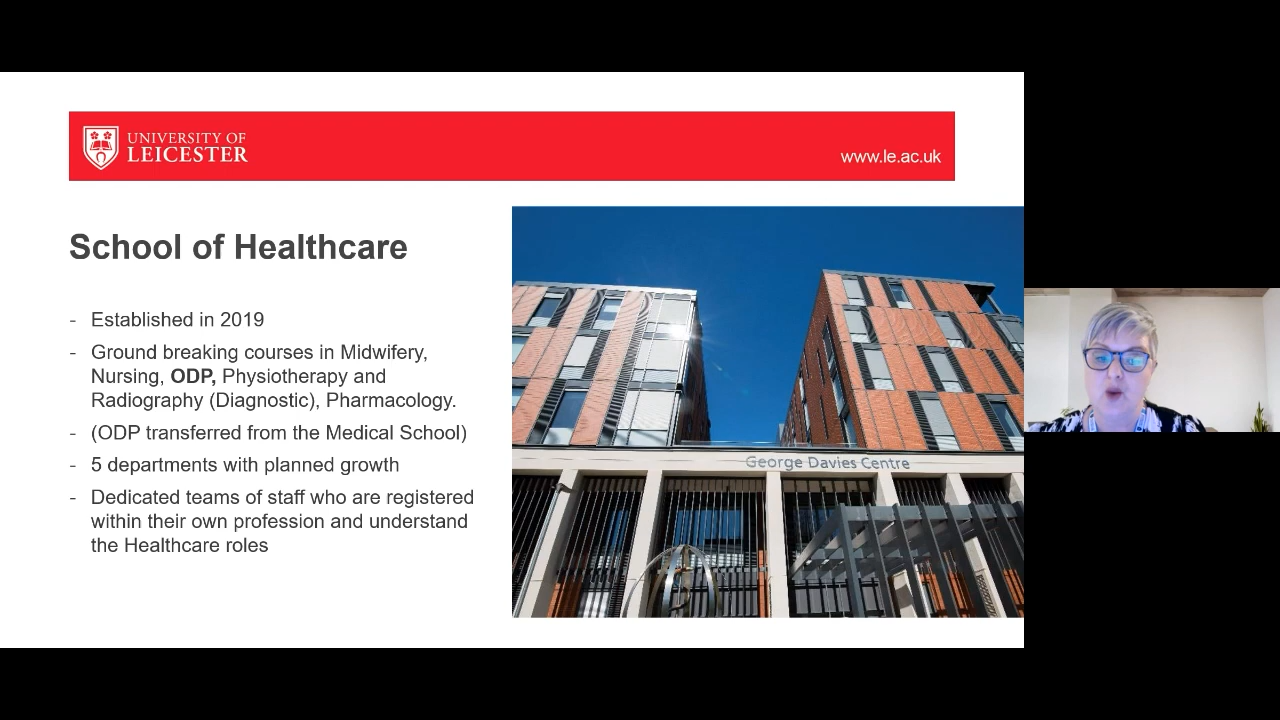 UNIVERSITY OF
LEICESTER
www.le.ac.uk
School of Healthcare
- Established in 2019
- Ground breaking courses in Midwifery,
Nursing, ODP, Physiotherapy and
Radiography (Diagnostic), Pharmacology.
- (ODP transferred from the Medical School)
- 5 departments with planned growth
- Dedicated teams of staff who are registered
within their own profession and understand
the Healthcare roles
George Davies Centre